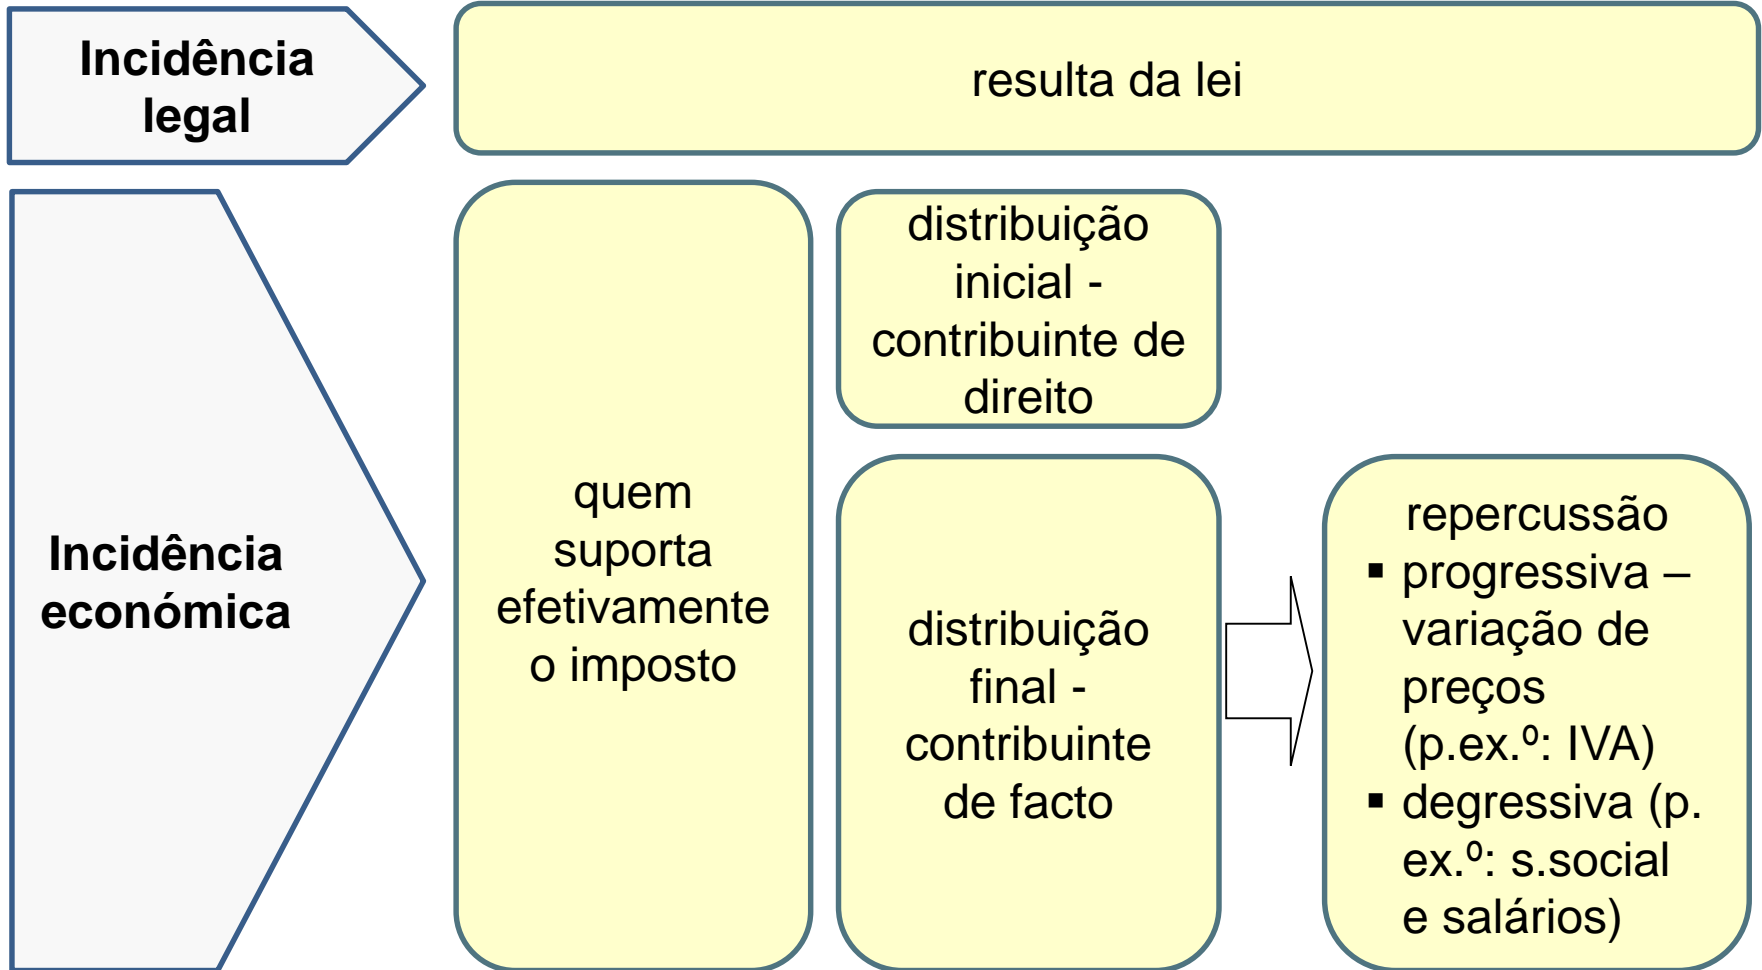 Incidência
legal
resulta da lei
Incidência
económica
quem
suporta
efetivamente
o imposto
distribuição
inicial -
contribuinte de
direito
distribuição
final -
contribuinte
de facto
repercussão
▪ progressiva –
variação de
preços
(p.ex.º: IVA)
▪ degressiva (p.
ex.º: s.social
e salários)